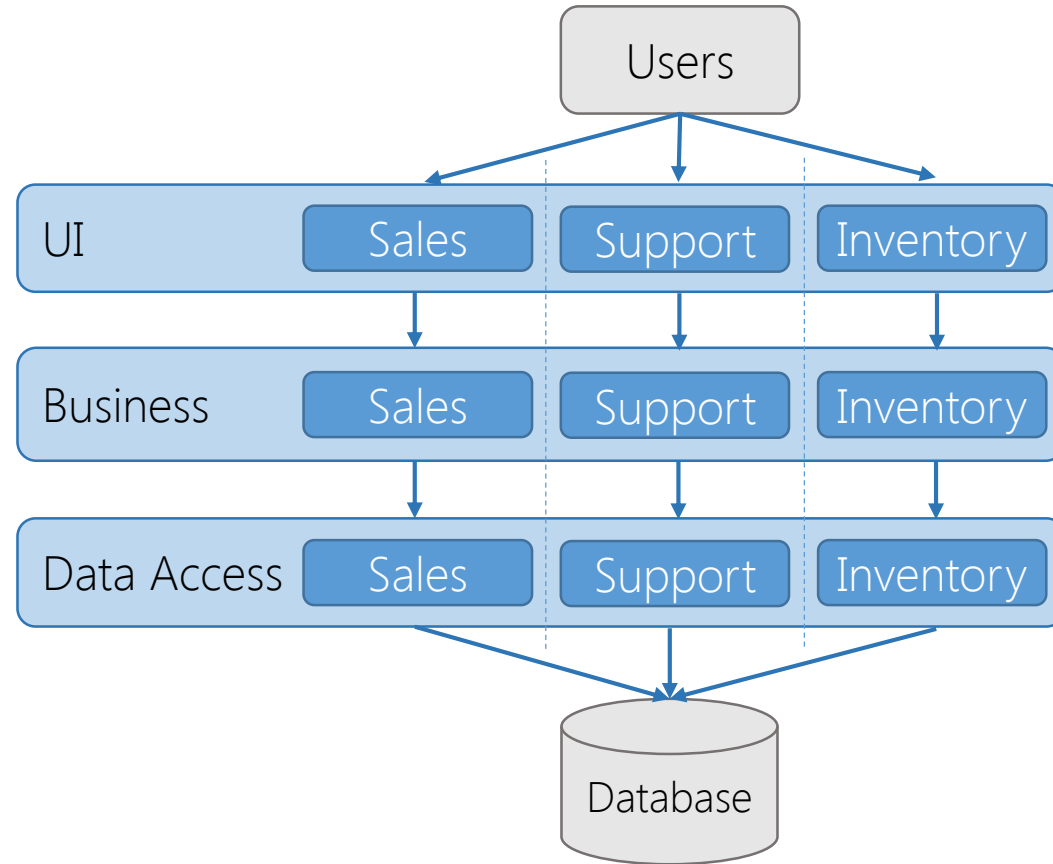 Users
UI
Sales
Support
Inventory
Business
Sales
Support
Inventory
Data Access
Sales
Support
Inventory
Database